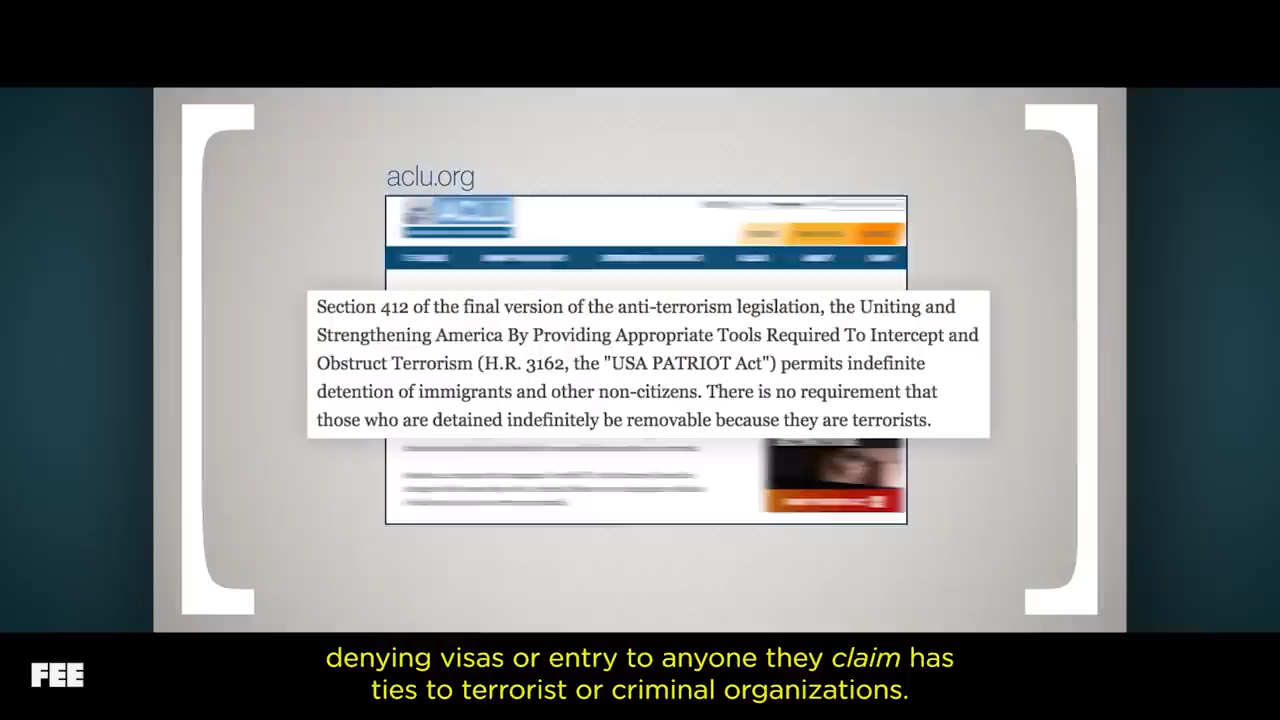 aclu.org
ACLU
Section 412 of the final version of the anti-terrorism legislation, the Uniting and
Strengthening America By Providing Appropriate Tools Required To Intercept and
Obstruct Terrorism (H.R. 3162, the "USA PATRIOT Act") permits indefinite
detention of immigrants and other non-citizens. There is no requirement that
those who are detained indefinitely be removable because they are terrorists.
FEE
denying visas or entry to anyone they claim has
ties to terrorist or criminal organizations.